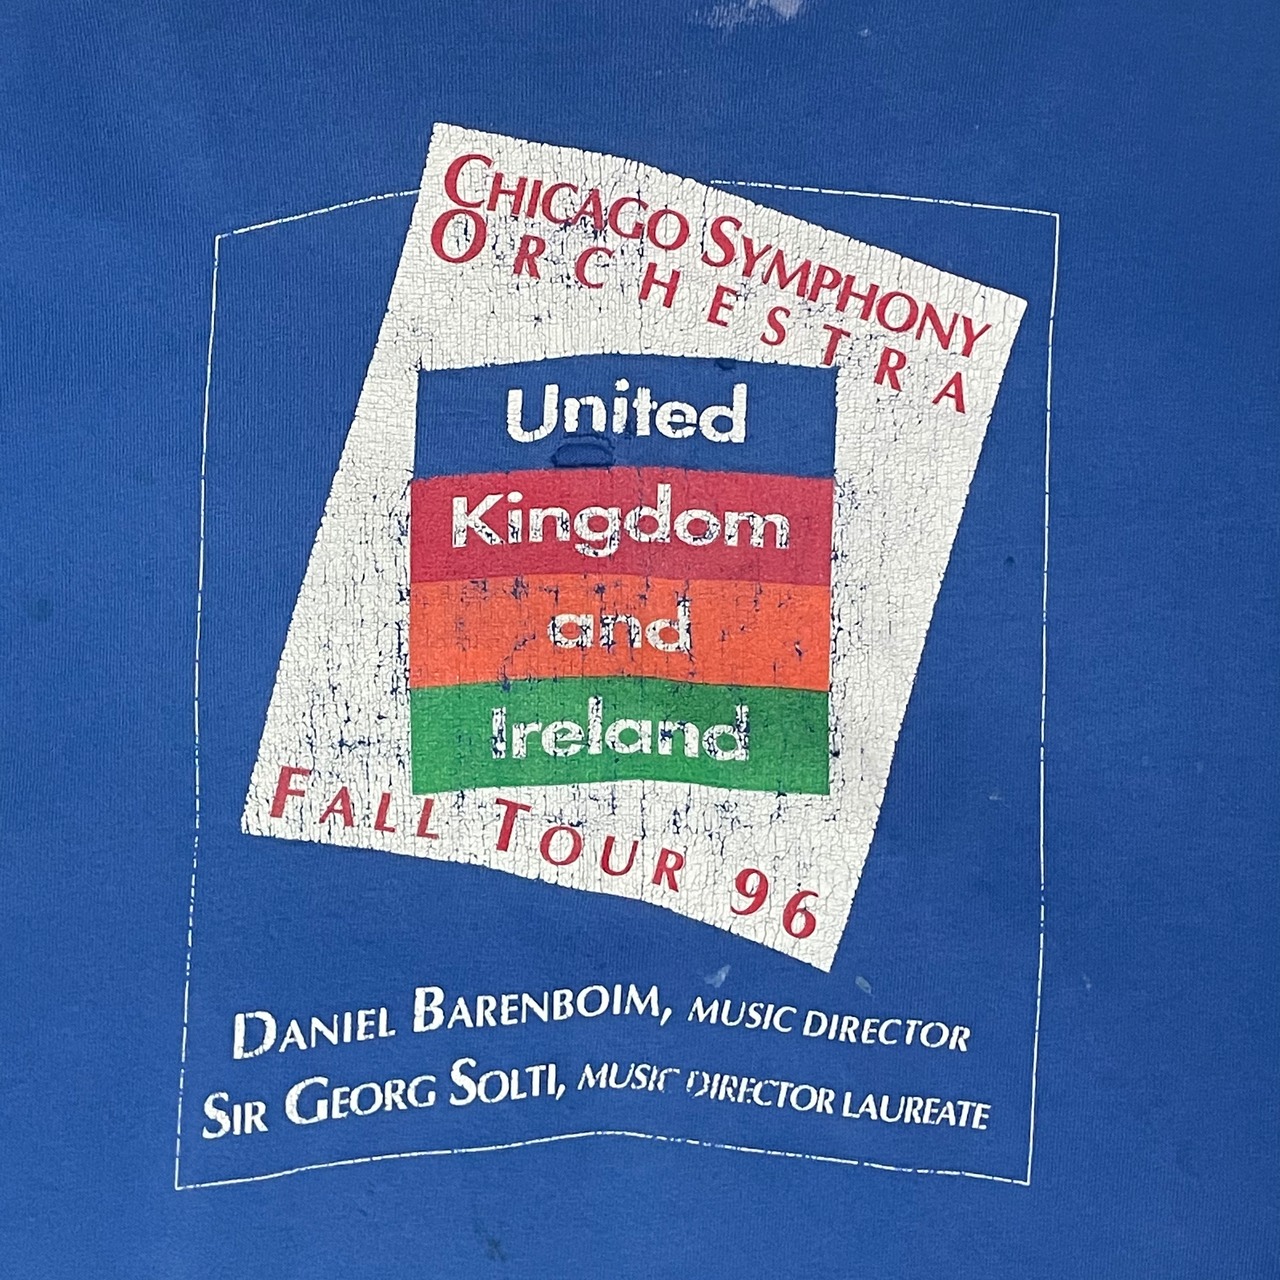 CHICAGO SYMPHONY
ORCHESTRA
United
Kingdom
and
Ireland
FALL TOUR 96
DANIEL BARENBOIM, MUSIC DIRECTOR
SIR GEORG SOLTI, MUSIC DIRECTOR LAUREATE